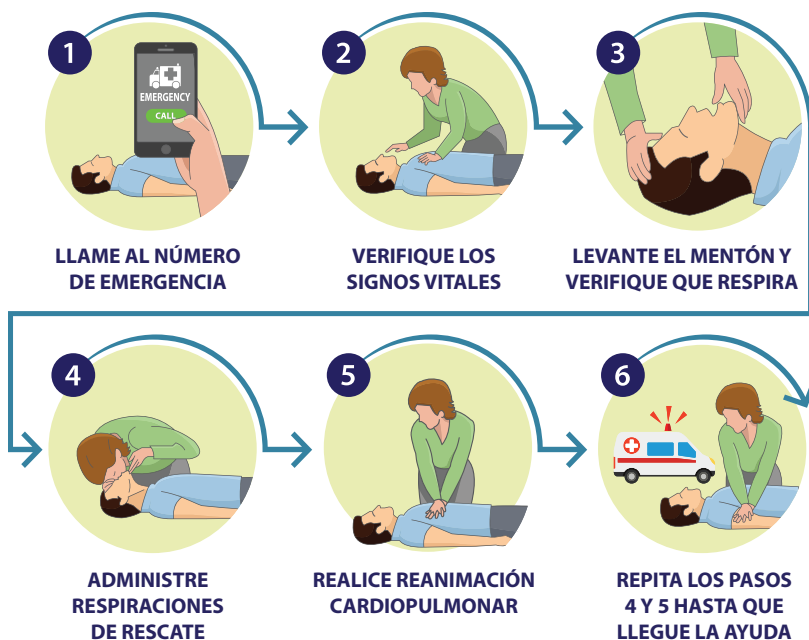 1
EMERGENCY
CALL
LLAME AL NÚMERO
DE EMERGENCIA
2
VERIFIQUE LOS
SIGNOS VITALES
3
LEVANTE EL MENTÓN Y
VERIFIQUE QUE RESPIRA
4
ADMINISTRE
RESPIRACIONES
DE RESCATE
5
REALICE REANIMACIÓN
CARDIOPULMONAR
6
REPITA LOS PASOS
4 Y 5 HASTA QUE
LLEGUE LA AYUDA